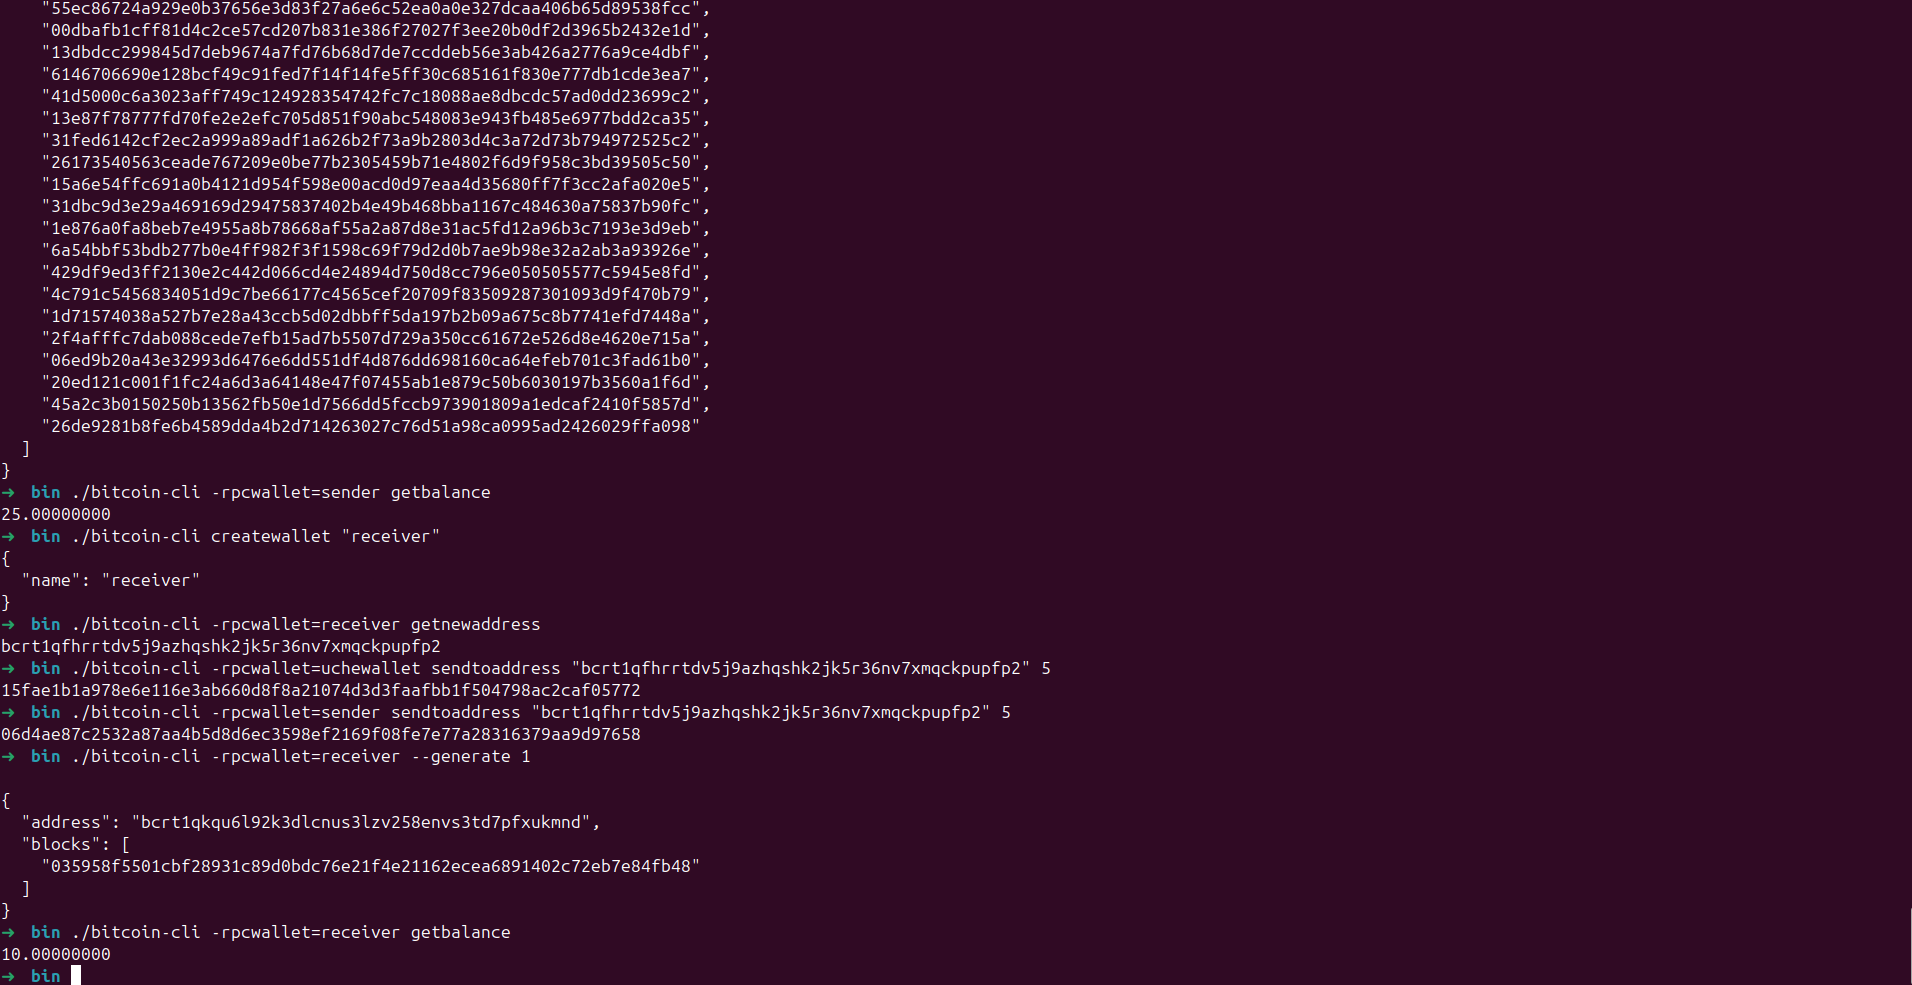 "55ec86724a929e0b37656e3d83f27a6e6c52ea0a0e327dcaa406b65d89538fcc",
"00dbafb1cff81d4c2ce57cd207b831e386f27027f3ee20b0df2d3965b2432e1d",
"13dbdcc299845d7deb9674a7fd76b68d7de7ccddeb56e3ab426a2776a9ce4dbf",
"6146706690e128bcf49c91fed7f14f14fe5ff30c685161f830e777db1cde3ea7",
"41d5000c6a3023aff749c124928354742fc7c18088ae8dbcdc57ad0dd23699c2",
"13e87f78777fd70fe2e2efc705d851f90abc548083e943fb485e6977bdd2ca35",
"31fed6142cf2ec2a999a89adf1a626b2f73a9b2803d4c3a72d73b794972525c2",
"26173540563ceade767209e0be77b2305459b71e4802f6d9f958c3bd39505c50",
"15a6e54ffc691a0b4121d954f598e00acd0d97eaa4d35680ff7f3cc2afa020e5",
"31dbc9d3e29a469169d29475837402b4e49b468bba1167c484630a75837b90fc",
"1e876a0fa8beb7e4955a8b78668af55a2a87d8e31ac5fd12a96b3c7193e3d9eb",
"6a54bbf53bdb277b0e4ff982f3f1598c69f79d2d0b7ae9b98e32a2ab3a93926e",
"429df9ed3ff2130e2c442d066cd4e24894d750d8cc796e050505577c5945e8fd",
"4c791c5456834051d9c7be66177c4565cef20709f83509287301093d9f470b79",
"1d71574038a527b7e28a43ccb5d02dbbff5da197b2b09a675c8b7741efd7448a",
"2f4afffc7dab088cede7efb15ad7b5507d729a350cc61672e526d8e4620e715a",
"06ed9b20a43e32993d6476e6dd551df4d876dd698160ca64efeb701c3fad61b0",
"20ed121c001f1fc24a6d3a64148e47f07455ab1e879c50b6030197b3560a1f6d",
"45a2c3b0150250b13562fb50e1d7566dd5fccb973901809a1edcaf2410f5857d",
"26de9281b8fe6b4589dda4b2d714263027c76d51a98ca0995ad2426029ffa098"
]
}
➜ bin ./bitcoin-cli -rpcwallet=sender getbalance
25.00000000
➜ bin ./bitcoin-cli createwallet "receiver"
{
"name": "receiver"
}
➜ bin ./bitcoin-cli -rpcwallet=receiver getnewaddress
bcrt1qfhrrtdv5j9azhqshk2jk5r36nv7xmqckpupfp2
➜ bin ./bitcoin-cli -rpcwallet=uchewallet sendtoaddress "bcrt1qfhrrtdv5j9azhqshk2jk5r36nv7xmqckpupfp2" 5
15fae1b1a978e6e116e3ab660d8f8a21074d3d3faafbb1f504798ac2caf05772
➜ bin ./bitcoin-cli -rpcwallet=sender sendtoaddress "bcrt1qfhrrtdv5j9azhqshk2jk5r36nv7xmqckpupfp2" 5
06d4ae87c2532a87aa4b5d8d6ec3598ef2169f08fe7e77a28316379aa9d97658
➜ bin ./bitcoin-cli -rpcwallet=receiver --generate 1
{
"address": "bcrt1qkqu6l92k3dlcnus3lzv258envs3td7pfxukmnd",
"blocks": [
"035958f5501cbf28931c89d0bdc76e21f4e21162ecea6891402c72eb7e84fb48"
]
}
➜ bin ./bitcoin-cli -rpcwallet=receiver getbalance
10.00000000
➜ bin